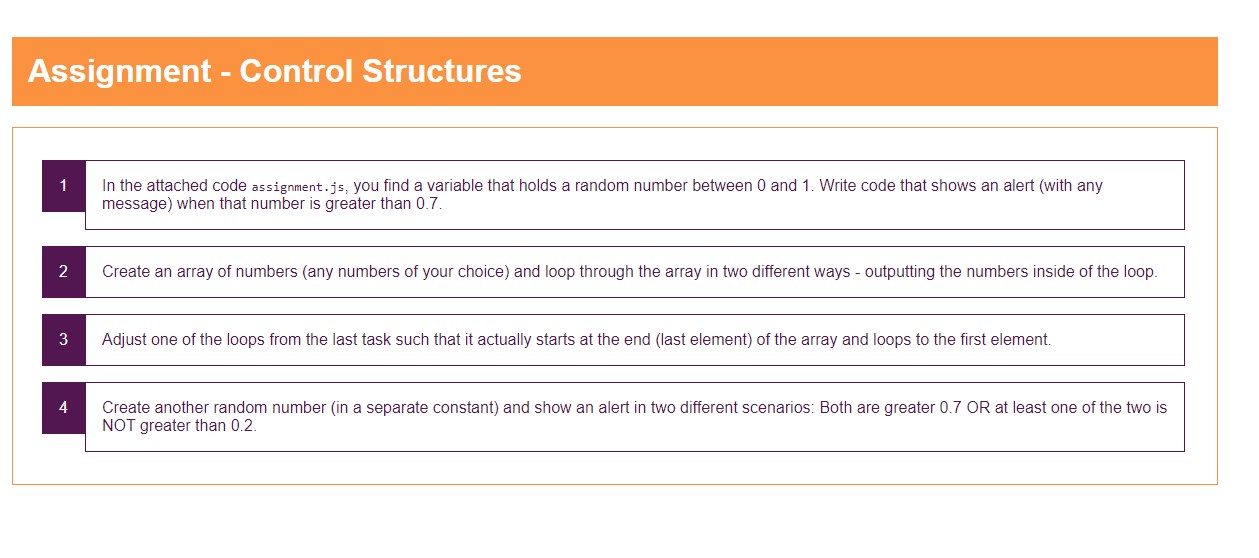 Assignment - Control Structures
1
In the attached code assignment.js, you find a variable that holds a random number between 0 and 1. Write code that shows an alert (with any
message) when that number is greater than 0.7.
2
Create an array of numbers (any numbers of your choice) and loop through the array in two different ways - outputting the numbers inside of the loop.
3
Adjust one of the loops from the last task such that it actually starts at the end (last element) of the array and loops to the first element.
4
Create another random number (in a separate constant) and show an alert in two different scenarios: Both are greater 0.7 OR at least one of the two is
NOT greater than 0.2.